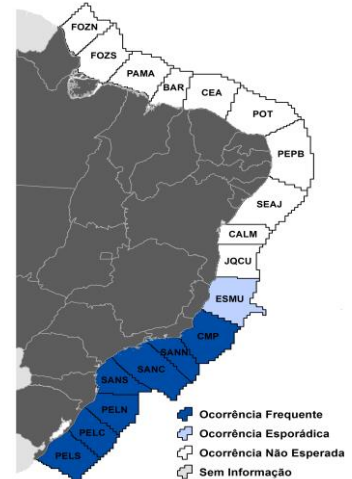 FOZN
FOZS
PAMA
BAR
CEA
POT
PEPB
SEAJ
CALM
JQCU
ESMU
CMP
SANN
SANC
SANS
PELN
PELC
PELS
Ocorrência Frequente
Ocorrência Esporádica
Ocorrência Não Esperada
Sem Informação